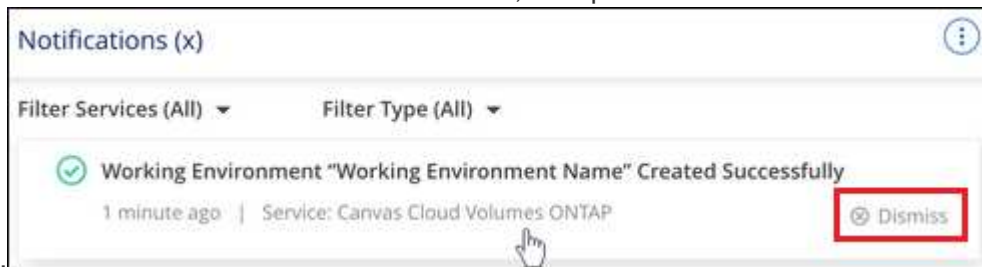 Notifications (x)
Filter Services (All) Filter Type (All)
Working Environment “Working Environment Name” Created Successfully
1 minute ago | Service: Canvas Cloud Volumes ONTAP
Dismiss